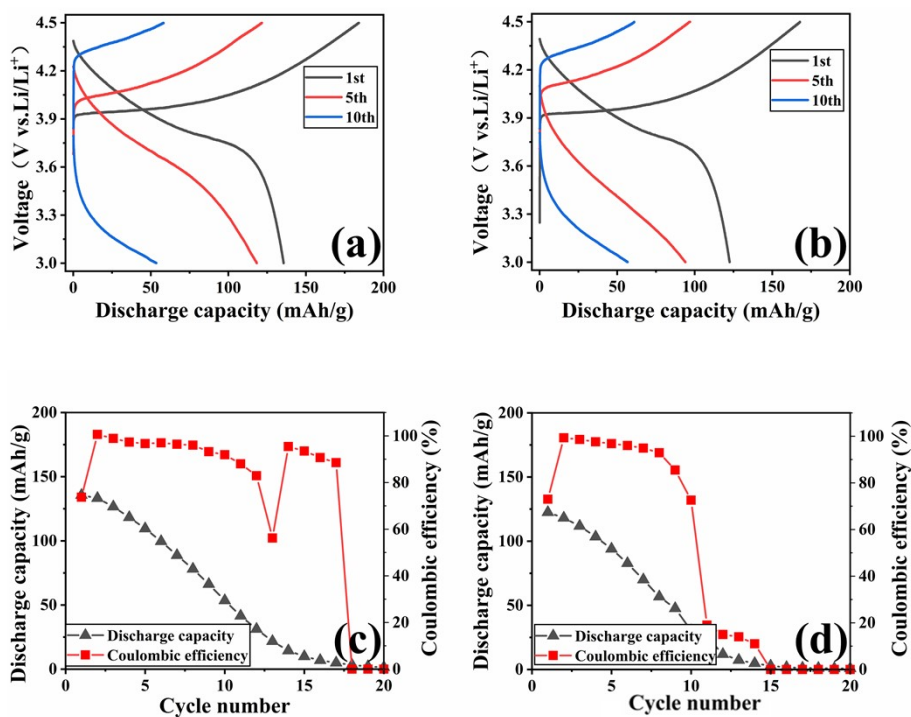 4.5
4.2
3.9
3.6
3.3
3.0
Voltage（V vs.Li/Li+）
1st
5th
10th
(a)
0 50 100 150 200
Discharge capacity (mAh/g)
4.5
4.2
3.9
3.6
3.3
3.0
Voltage（V vs.Li/Li+）
1st
5th
10th
(b)
0 50 100 150 200
Discharge capacity (mAh/g)
200
150
100
50
0
Discharge capacity (mAh/g)
100
80
60
40
20
0
Coulombic efficiency (%)
Discharge capacity
Coulombic efficiency
(c)
0 5 10 15 20
Cycle number
200
150
100
50
0
Discharge capacity (mAh/g)
100
80
60
40
20
0
Coulombic efficiency (%)
Discharge capacity
Coulombic efficiency
(d)
0 5 10 15 20
Cycle number